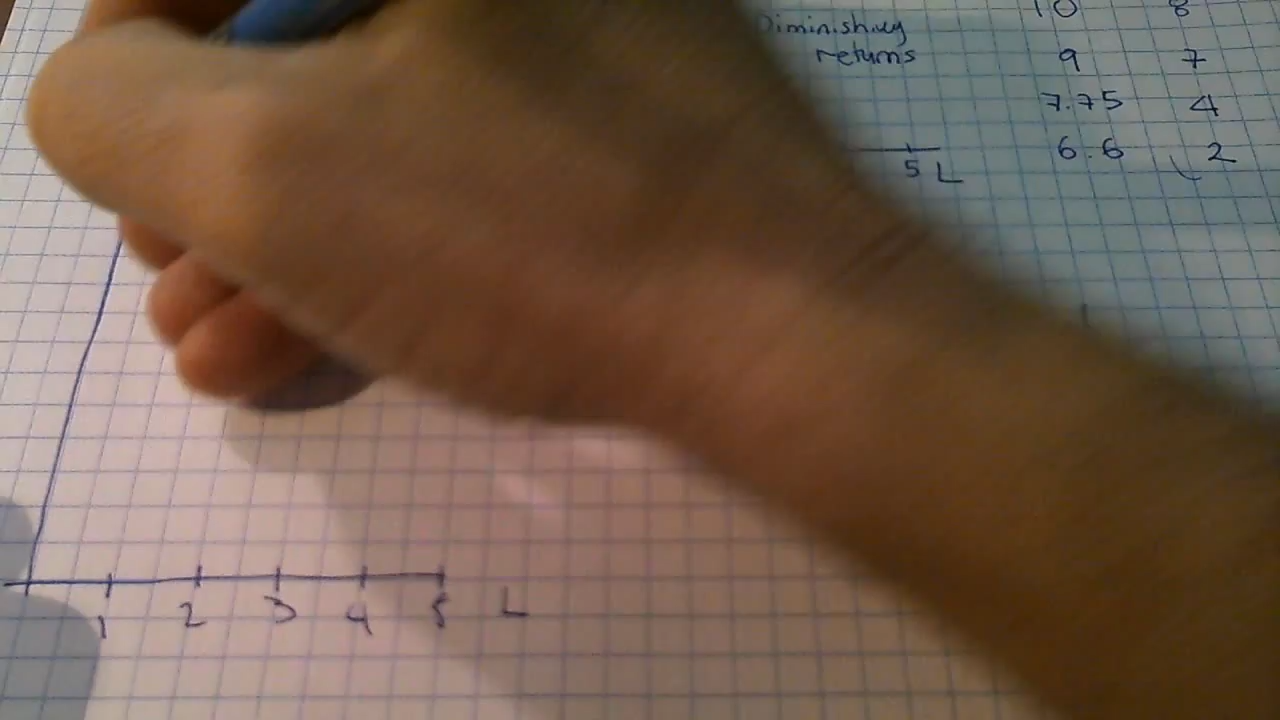 10 8
Diminishing
returns
9 7
7.75 4
6.6 2
5 L
1 2 3 4 5 L